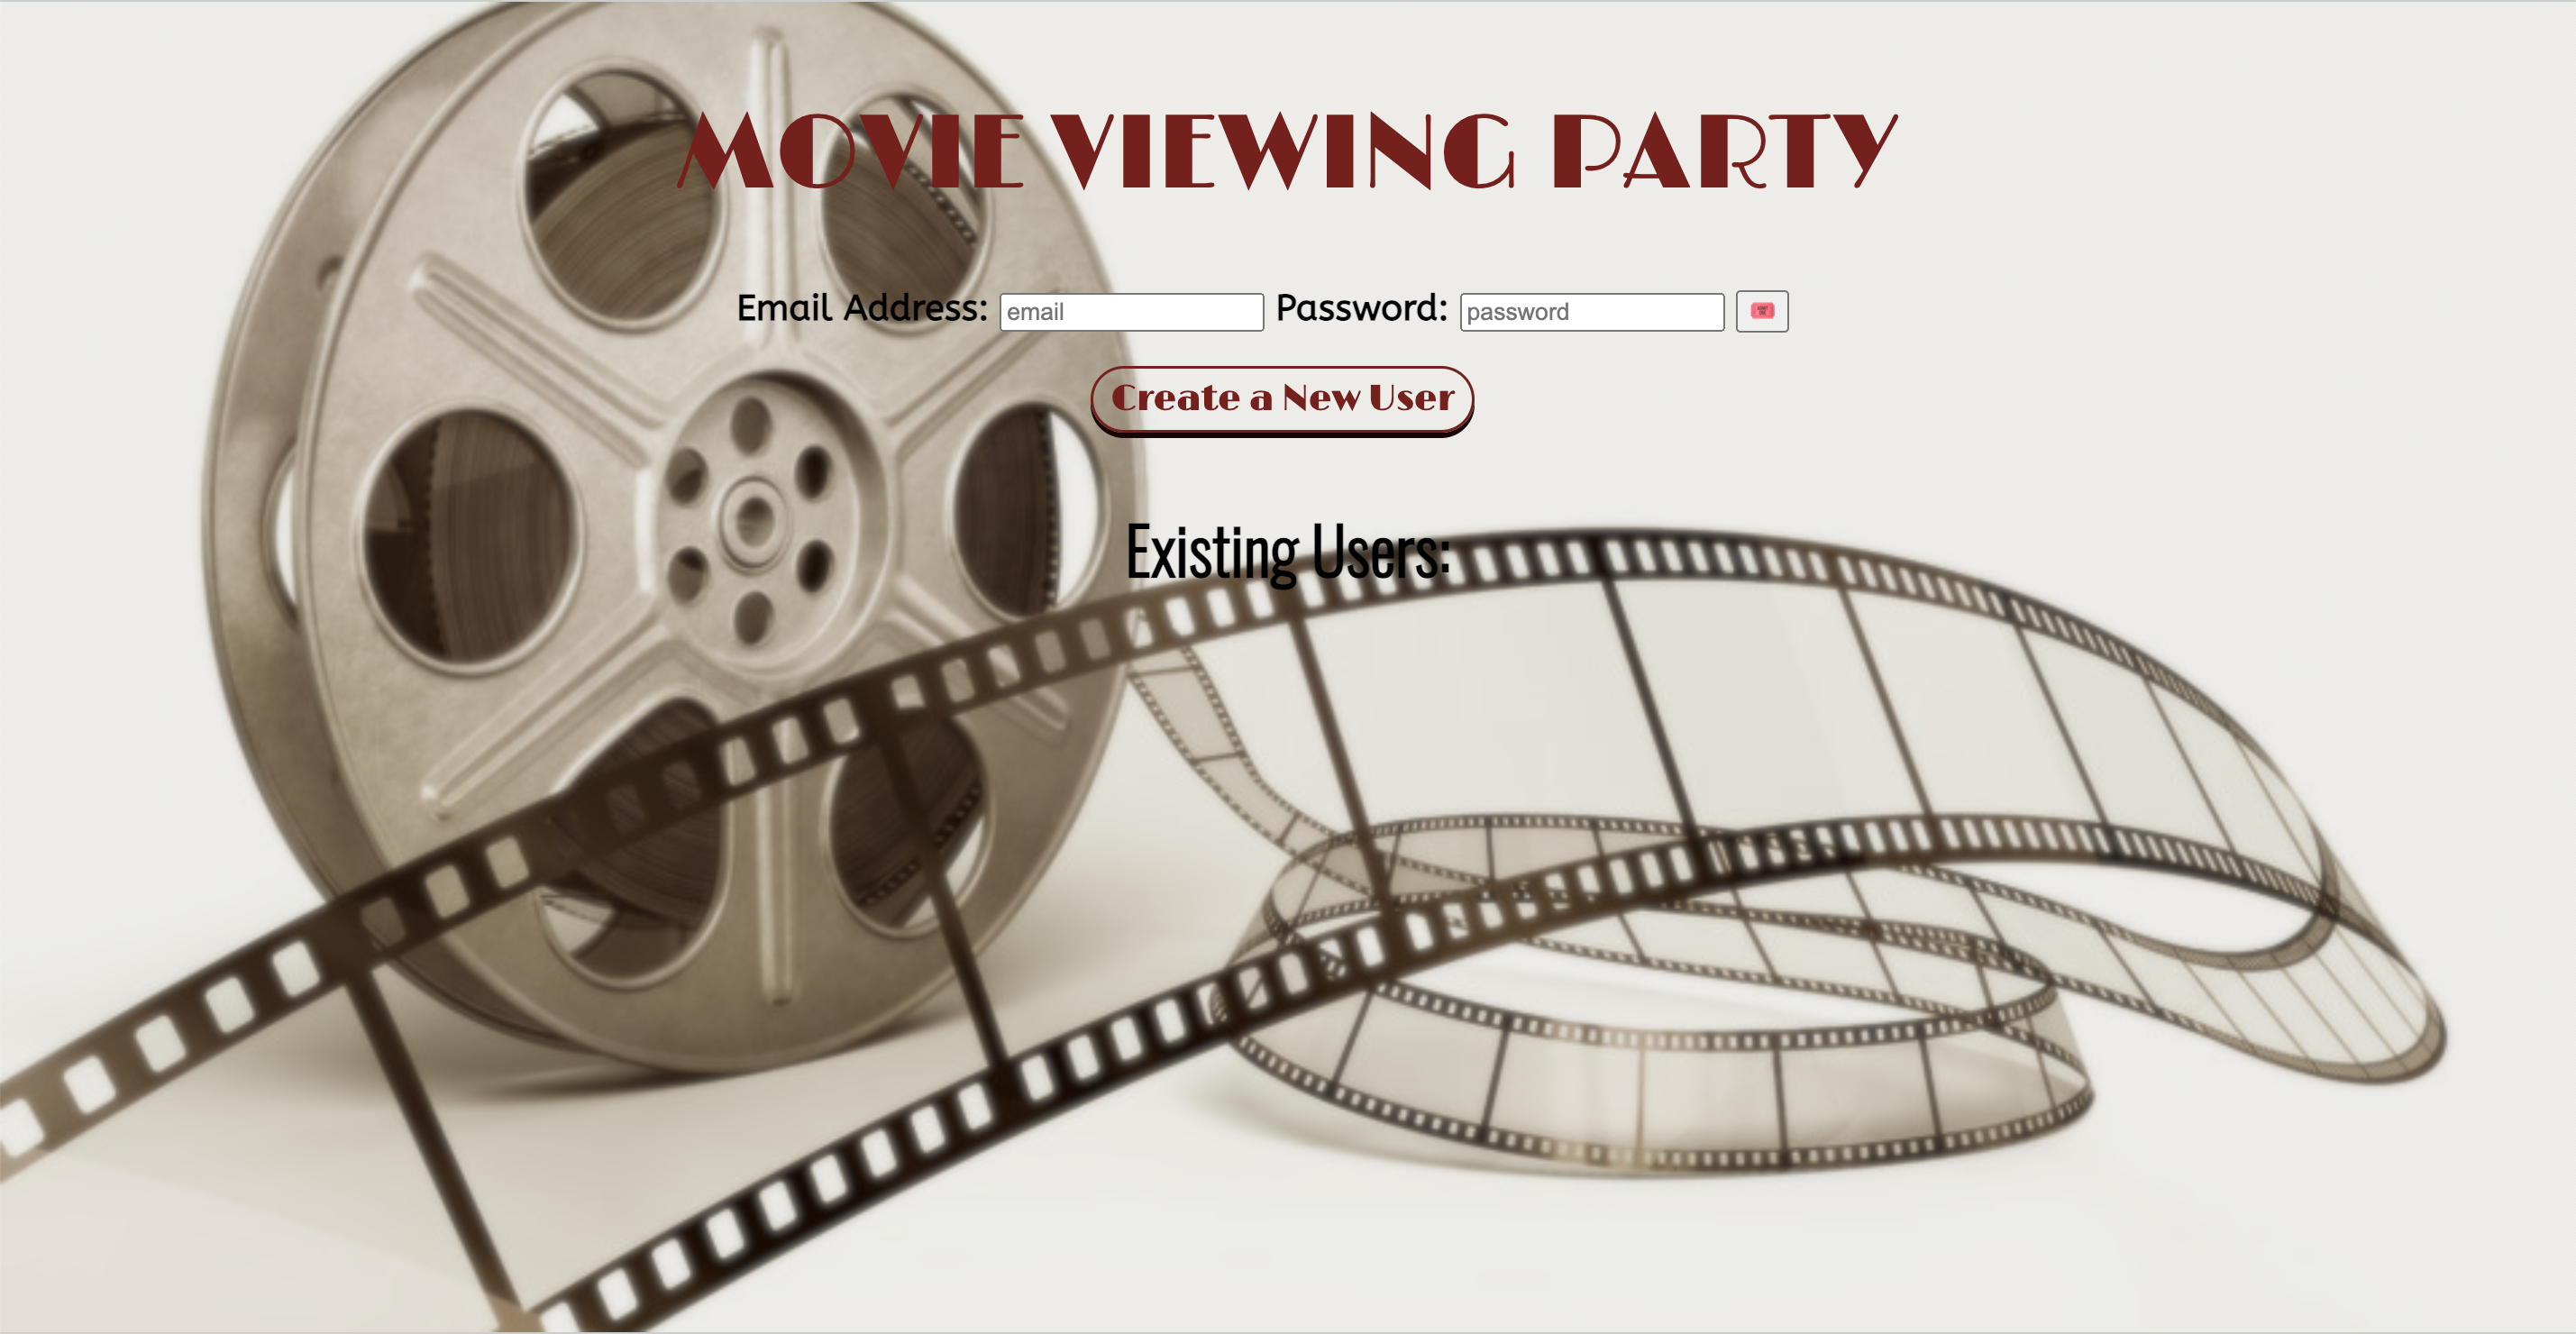 MOVIE VIEWING PARTY
Email Address: email Password: password
Create a New User
Existing Users: